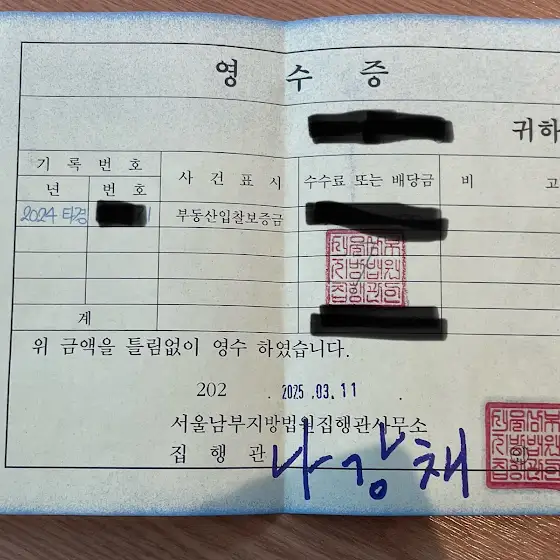 영 수 증
귀하
기 록 번 호
년 번 호 사 건 표 시 수수료 또는 배당금 비 고
2024 타경 부동산입찰보증금
계
위 금액을 틀림없이 영수 하였습니다.
202 2025 .03. 11
서울남부지방법원집행관사무소
집 행 관 나강채 인